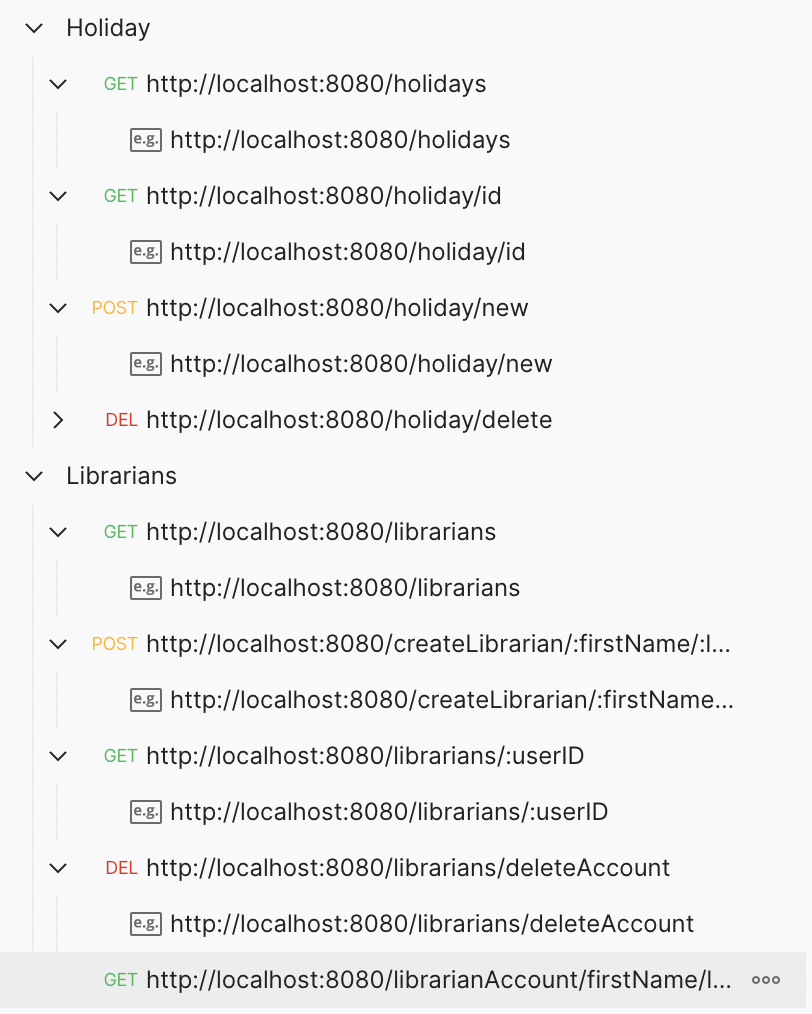 Holiday
GET http://localhost:8080/holidays
e.g. http://localhost:8080/holidays
GET http://localhost:8080/holiday/id
e.g. http://localhost:8080/holiday/id
POST http://localhost:8080/holiday/new
e.g. http://localhost:8080/holiday/new
DEL http://localhost:8080/holiday/delete
Librarians
GET http://localhost:8080/librarians
e.g. http://localhost:8080/librarians
POST http://localhost:8080/createLibrarian/:firstName/:l...
e.g. http://localhost:8080/createLibrarian/:firstName...
GET http://localhost:8080/librarians/:userID
e.g. http://localhost:8080/librarians/:userID
DEL http://localhost:8080/librarians/deleteAccount
e.g. http://localhost:8080/librarians/deleteAccount
GET http://localhost:8080/librarianAccount/firstName/l...